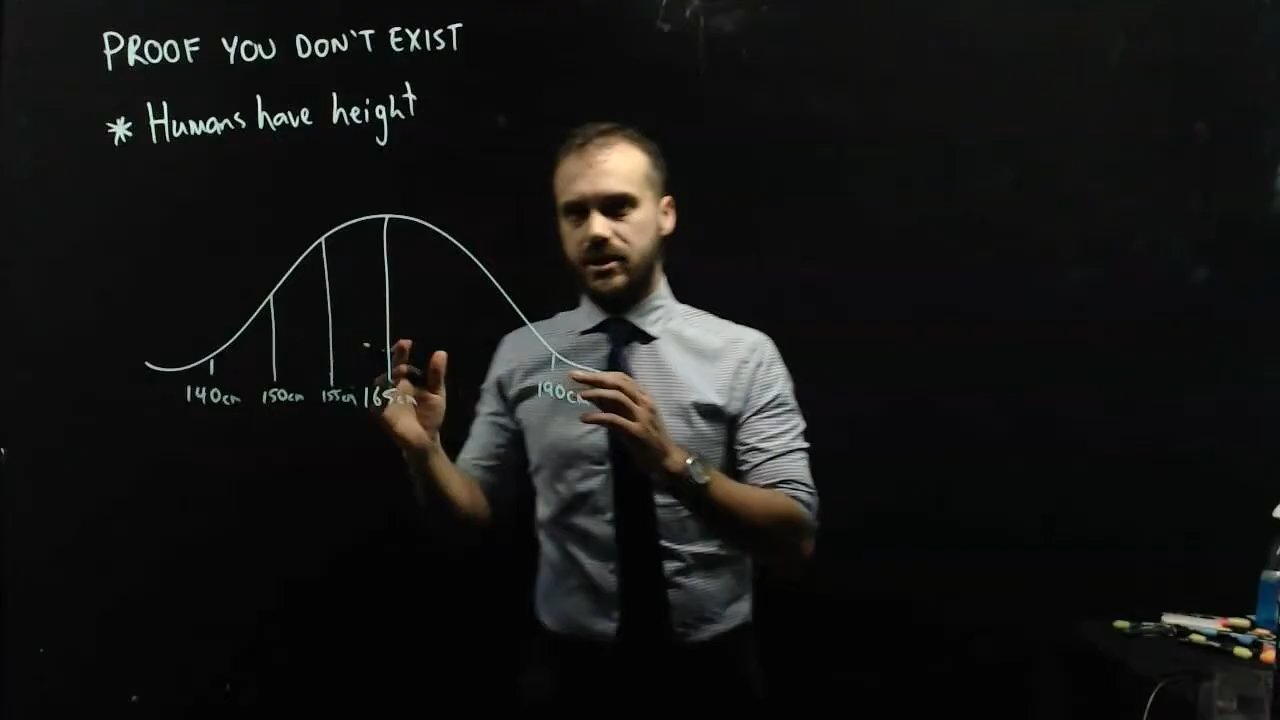 PROOF YOU DON'T EXIST
* Humans have height
140cm 150cm 155cm 165cm 190cm